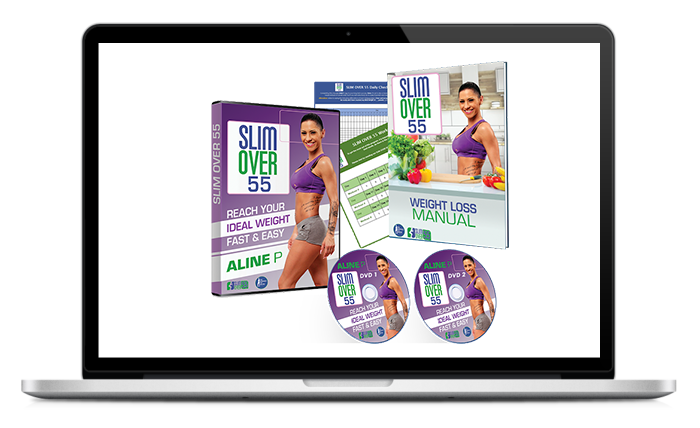 SLIM OVER 55
SLIM
OVER
55
REACH YOUR
IDEAL WEIGHT
FAST & EASY
ALINE P
SLIM OVER 55 Daily Check
SLIM OVER 55 Work
SLIM
OVER
55
WEIGHT LOSS
MANUAL
ALINE P
DVD 1
SLIM
OVER
55
REACH YOUR
IDEAL WEIGHT
FAST & EASY
ALINE P
DVD 2
SLIM
OVER
55
REACH YOUR
IDEAL WEIGHT
FAST & EASY